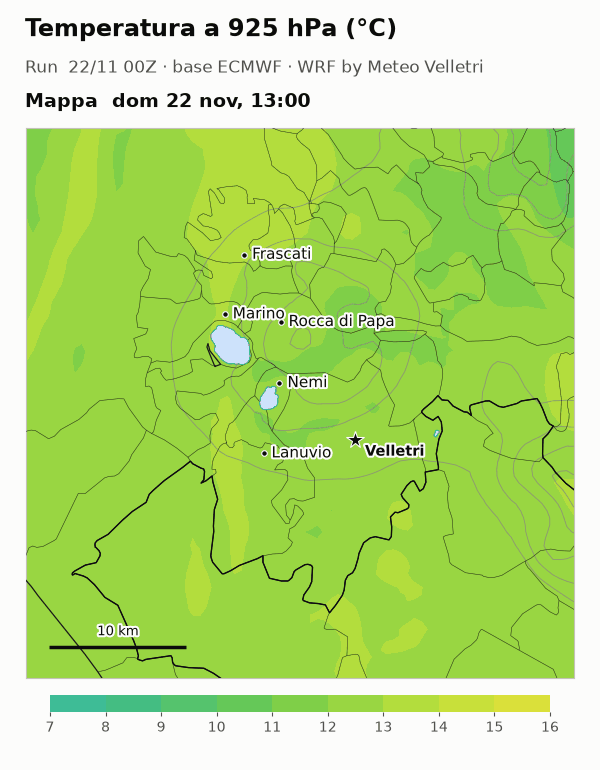 Temperatura a 925 hPa (°C)
Run  22/11 00Z · base ECMWF · WRF by Meteo Velletri
Mappa  dom 22 nov, 13:00
Frascati
Marino
Rocca di Papa
Nemi
Velletri
Lanuvio
10 km
7 8 9 10 11 12 13 14 15 16